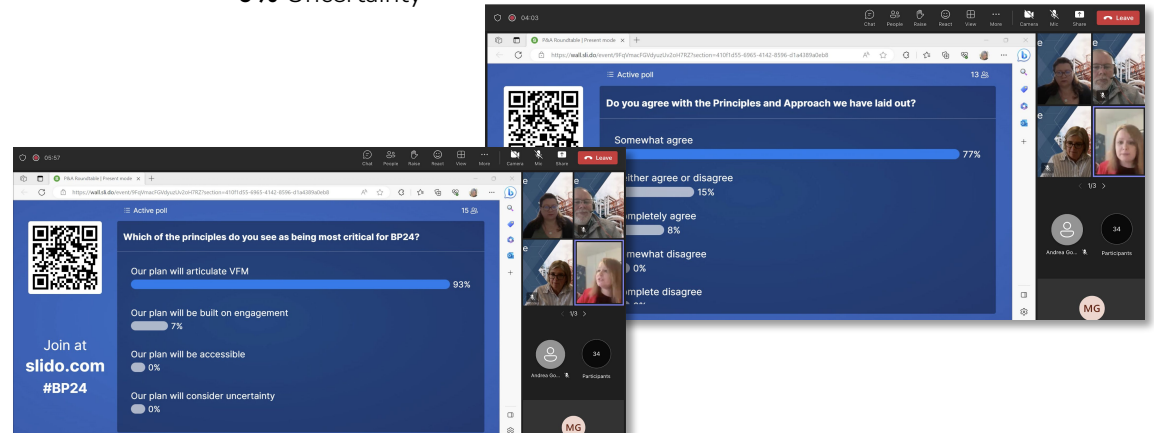 0% Uncertainty
04:03
Chat People Raise React View More Camera Mic Share Leave
P&A Roundtable | Present mode
https://wall.sli.do/event/9FqVmacFGVdyuzUv2oH7RZ?section=410f1d55-6965-4142-8596-d1a4289a0eb8
Active poll
13
Do you agree with the Principles and Approach we have laid out?
Somewhat agree
77%
either agree or disagree
15%
ompletely agree
8%
mewhat disagree
0%
omplete disagree
1/3
Andrea Go...
34
Participants
MG
05:57
Chat People Raise React View More Camera Mic Share Leave
P&A Roundtable | Present mode
https://wall.sli.do/event/9FqVmacFGVdyuzUv2oH7RZ?section=410f1d55-6965-4142-8596-d1a4289a0eb8
Active poll
15
Which of the principles do you see as being most critical for BP24?
Our plan will articulate VFM
93%
Our plan will be built on engagement
7%
Our plan will be accessible
0%
Our plan will consider uncertainty
0%
Join at
slido.com
#BP24
1/3
Andrea Go...
34
Participants
MG